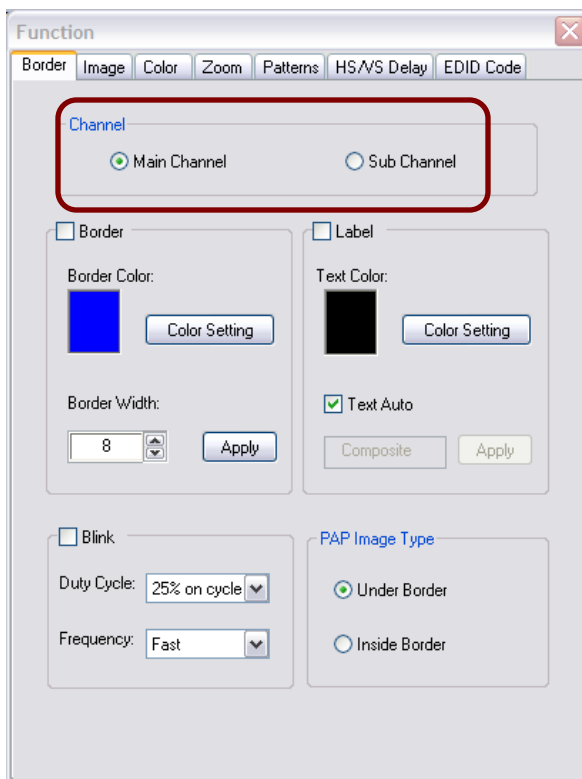 Function
Border Image Color Zoom Patterns HS/VS Delay EDID Code
Channel
Main Channel Sub Channel
Border
Border Color:
Color Setting
Border Width:
8 Apply
Label
Text Color:
Color Setting
Text Auto
Composite Apply
Blink
Duty Cycle: 25% on cycle
Frequency: Fast
PAP Image Type
Under Border
Inside Border